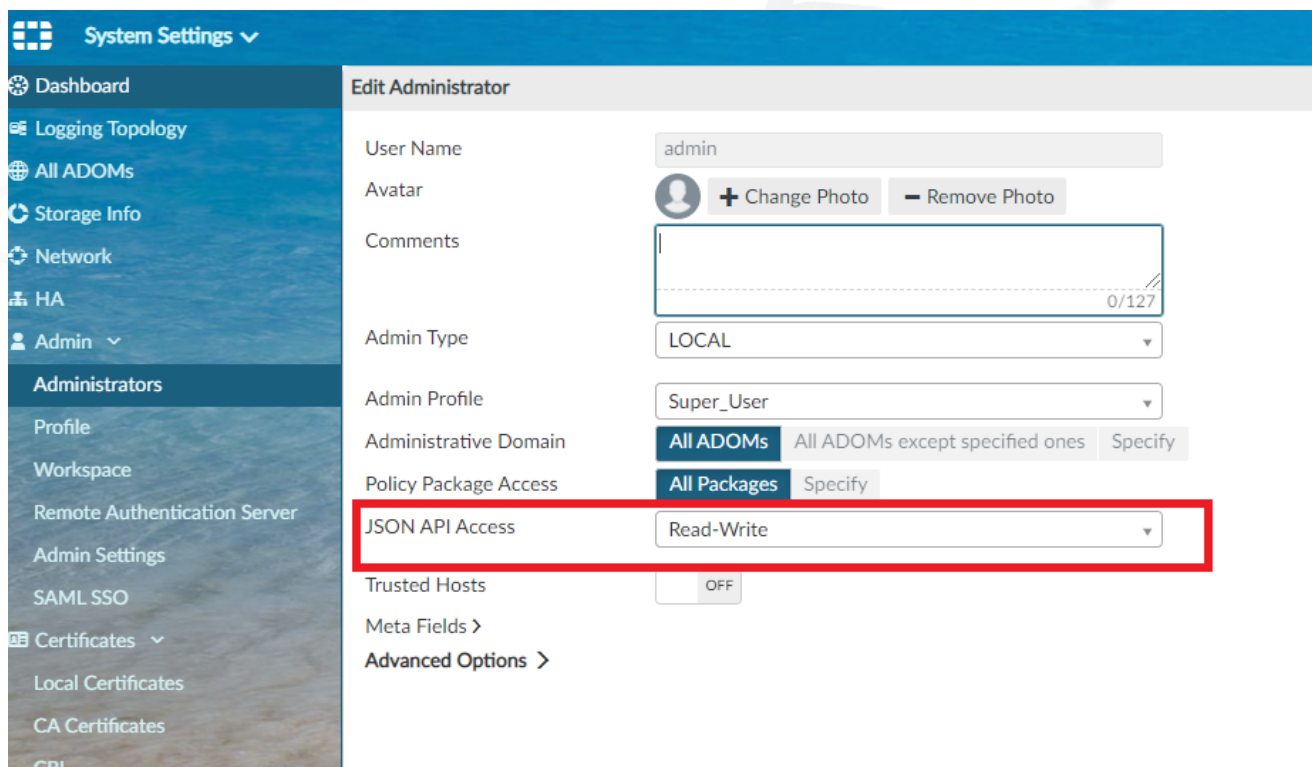 System Settings
Dashboard
Logging Topology
All ADOMs
Storage Info
Network
HA
Admin
Administrators
Profile
Workspace
Remote Authentication Server
Admin Settings
SAML SSO
Certificates
Local Certificates
CA Certificates
Edit Administrator
User Name admin
Avatar Change Photo Remove Photo
Comments
0/127
Admin Type LOCAL
Admin Profile Super_User
Administrative Domain All ADOMs All ADOMs except specified ones Specify
Policy Package Access All Packages Specify
JSON API Access Read-Write
Trusted Hosts OFF
Meta Fields >
Advanced Options >